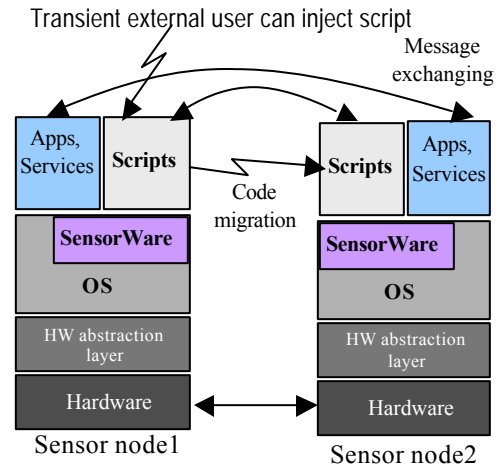 Transient external user can inject script
Message
exchanging
Apps,
Services
Scripts
Code
migration
Scripts
Apps,
Services
SensorWare
OS
SensorWare
OS
HW abstraction
layer
HW abstraction
layer
Hardware
Hardware
Sensor node1
Sensor node2